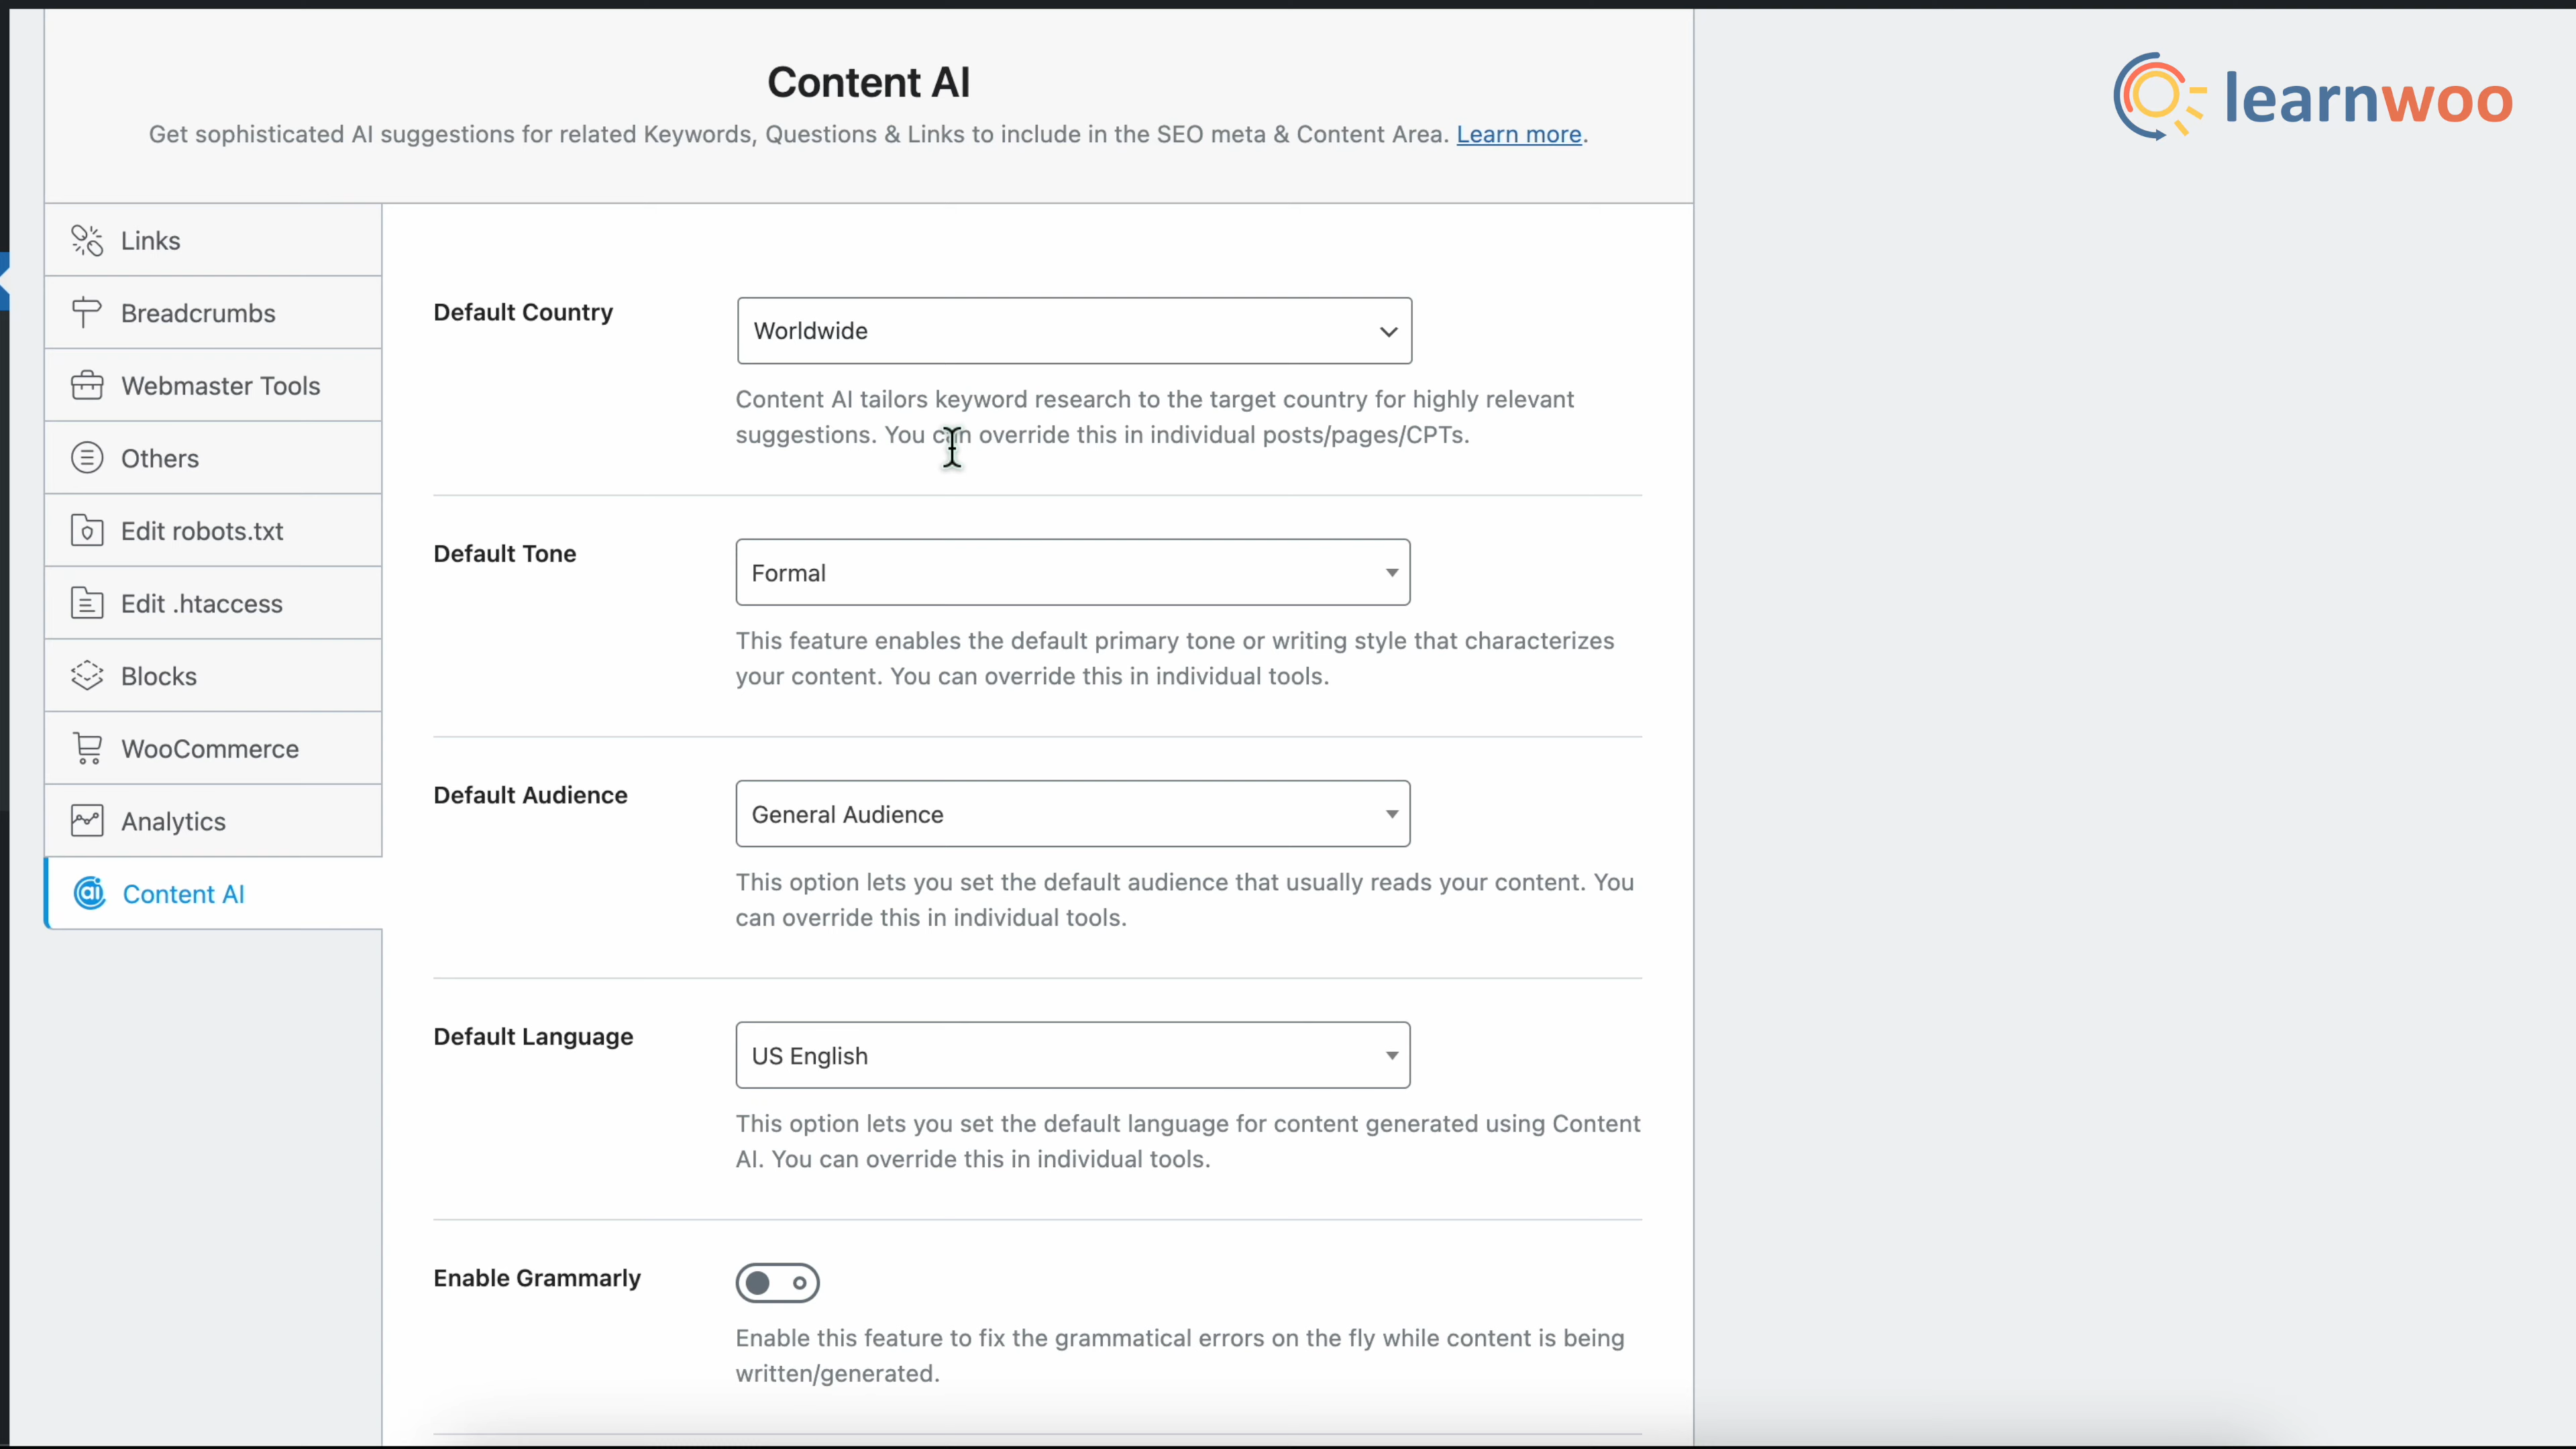 Content AI
Get sophisticated AI suggestions for related Keywords, Questions & Links to include in the SEO meta & Content Area. Learn more.
learnwoo
Links
Breadcrumbs
Webmaster Tools
Others
Edit robots.txt
Edit .htaccess
Blocks
WooCommerce
Analytics
Content AI
Default Country
Worldwide
Content AI tailors keyword research to the target country for highly relevant
suggestions. You can override this in individual posts/pages/CPTs.
Default Tone
Formal
This feature enables the default primary tone or writing style that characterizes
your content. You can override this in individual tools.
Default Audience
General Audience
This option lets you set the default audience that usually reads your content. You
can override this in individual tools.
Default Language
US English
This option lets you set the default language for content generated using Content
AI. You can override this in individual tools.
Enable Grammarly
Enable this feature to fix the grammatical errors on the fly while content is being
written/generated.